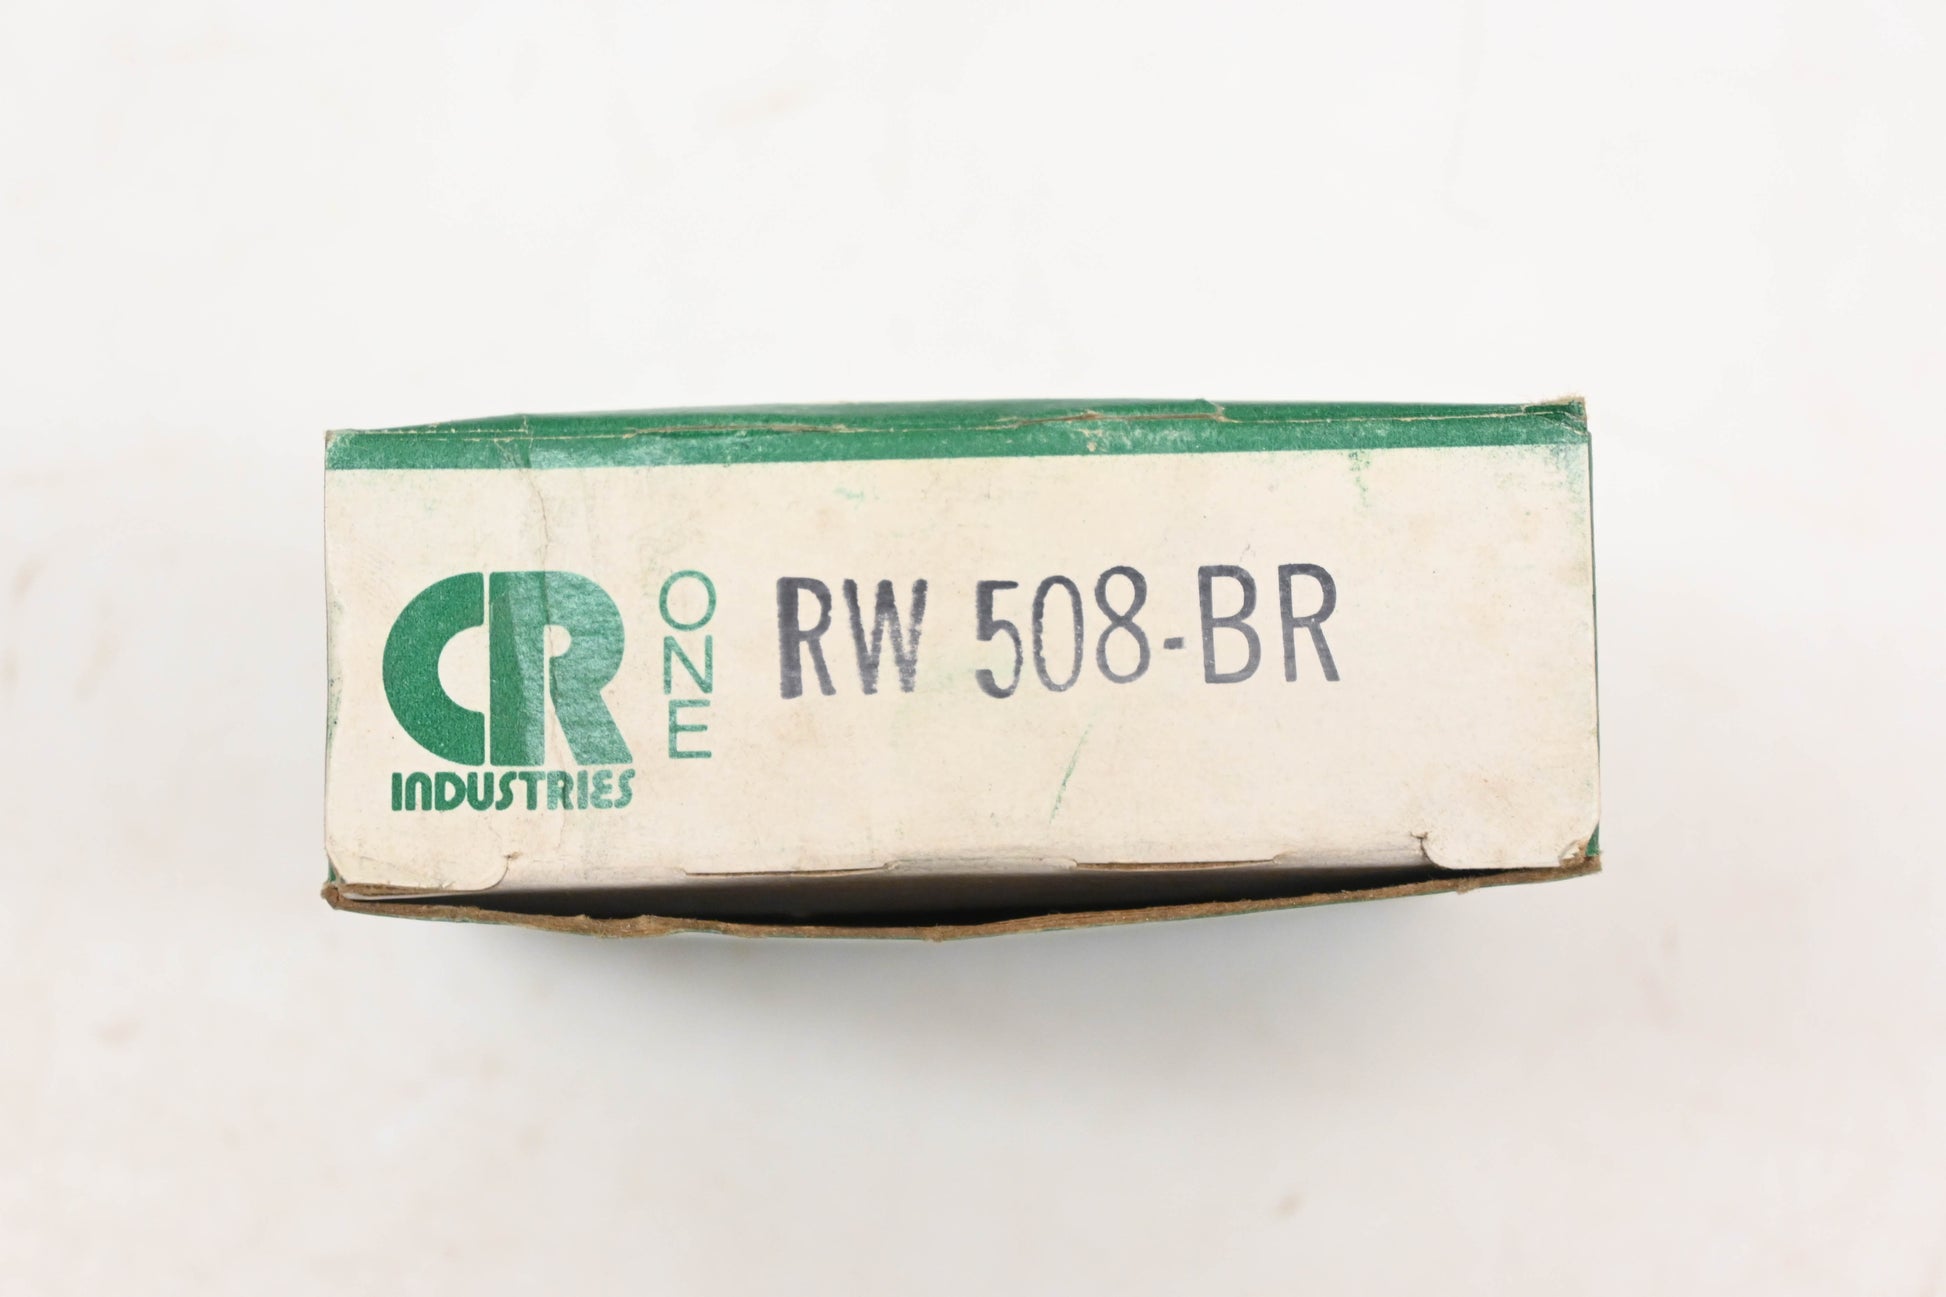 CR
INDUSTRIES
ONE
RW 508-BR